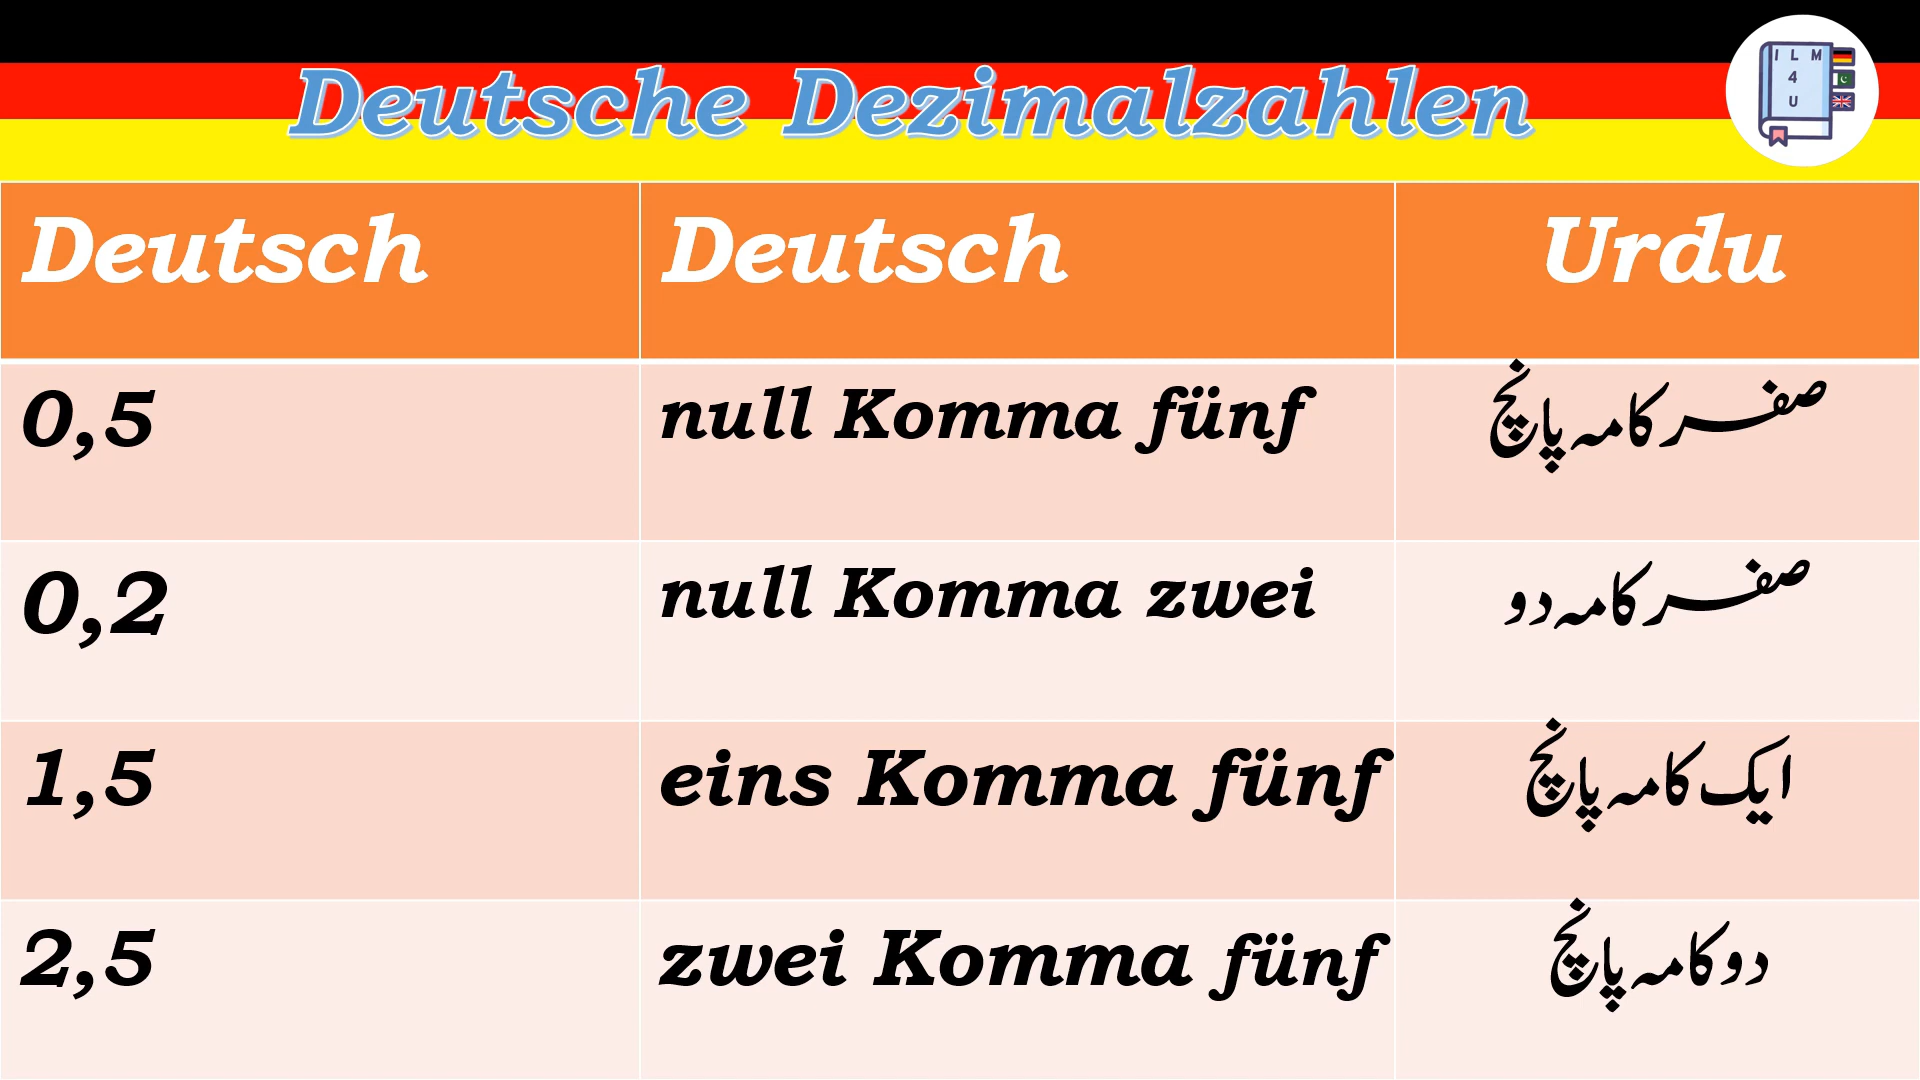 Deutsche Dezimalzahlen
I L M
4
U
Deutsch Deutsch Urdu
0,5 null Komma fünf صفر کامہ پانچ
0,2 null Komma zwei صفر کامہ دو
1,5 eins Komma fünf ایک کامہ پانچ
2,5 zwei Komma fünf دو کامہ پانچ